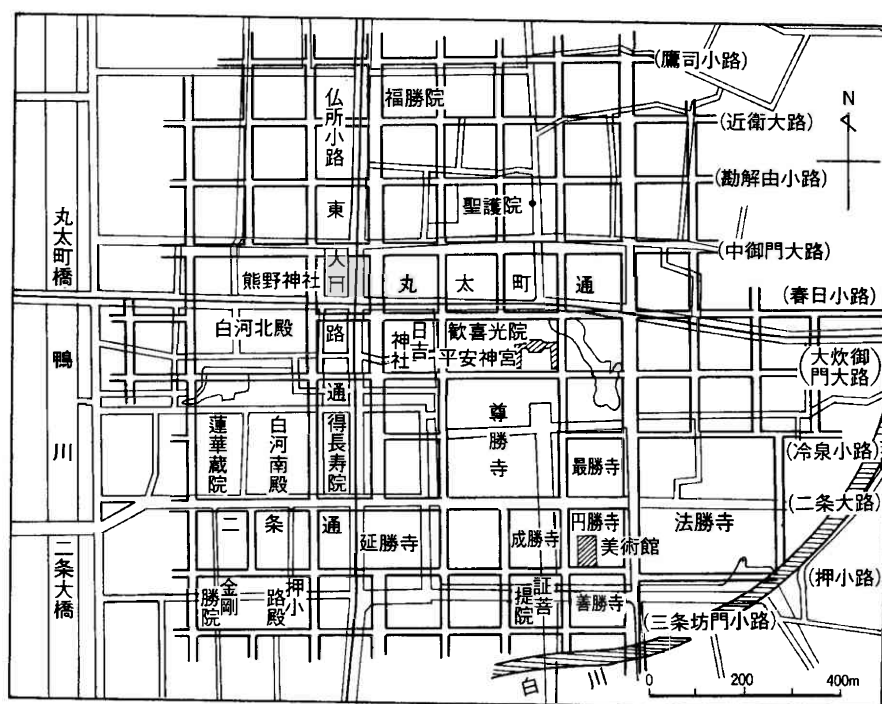 (鷹司小路)
N
仏所小路
福勝院
(近衛大路)
(勘解由小路)
聖護院
東大路通
(中御門大路)
丸太町橋
熊野神社
丸太町通
(春日小路)
白河北殿
日吉神社
歓喜光院
平安神宮
(大炊御門大路)
鴨川
蓮華蔵院
白河南殿
得長寿院
尊勝寺
最勝寺
(冷泉小路)
(二条大路)
二条通
延勝寺
成勝寺
円勝寺
法勝寺
美術館
二条大橋
(押小路)
金剛勝院
押小路殿
証菩提院
善勝寺
(三条坊門小路)
白川
0 200 400m